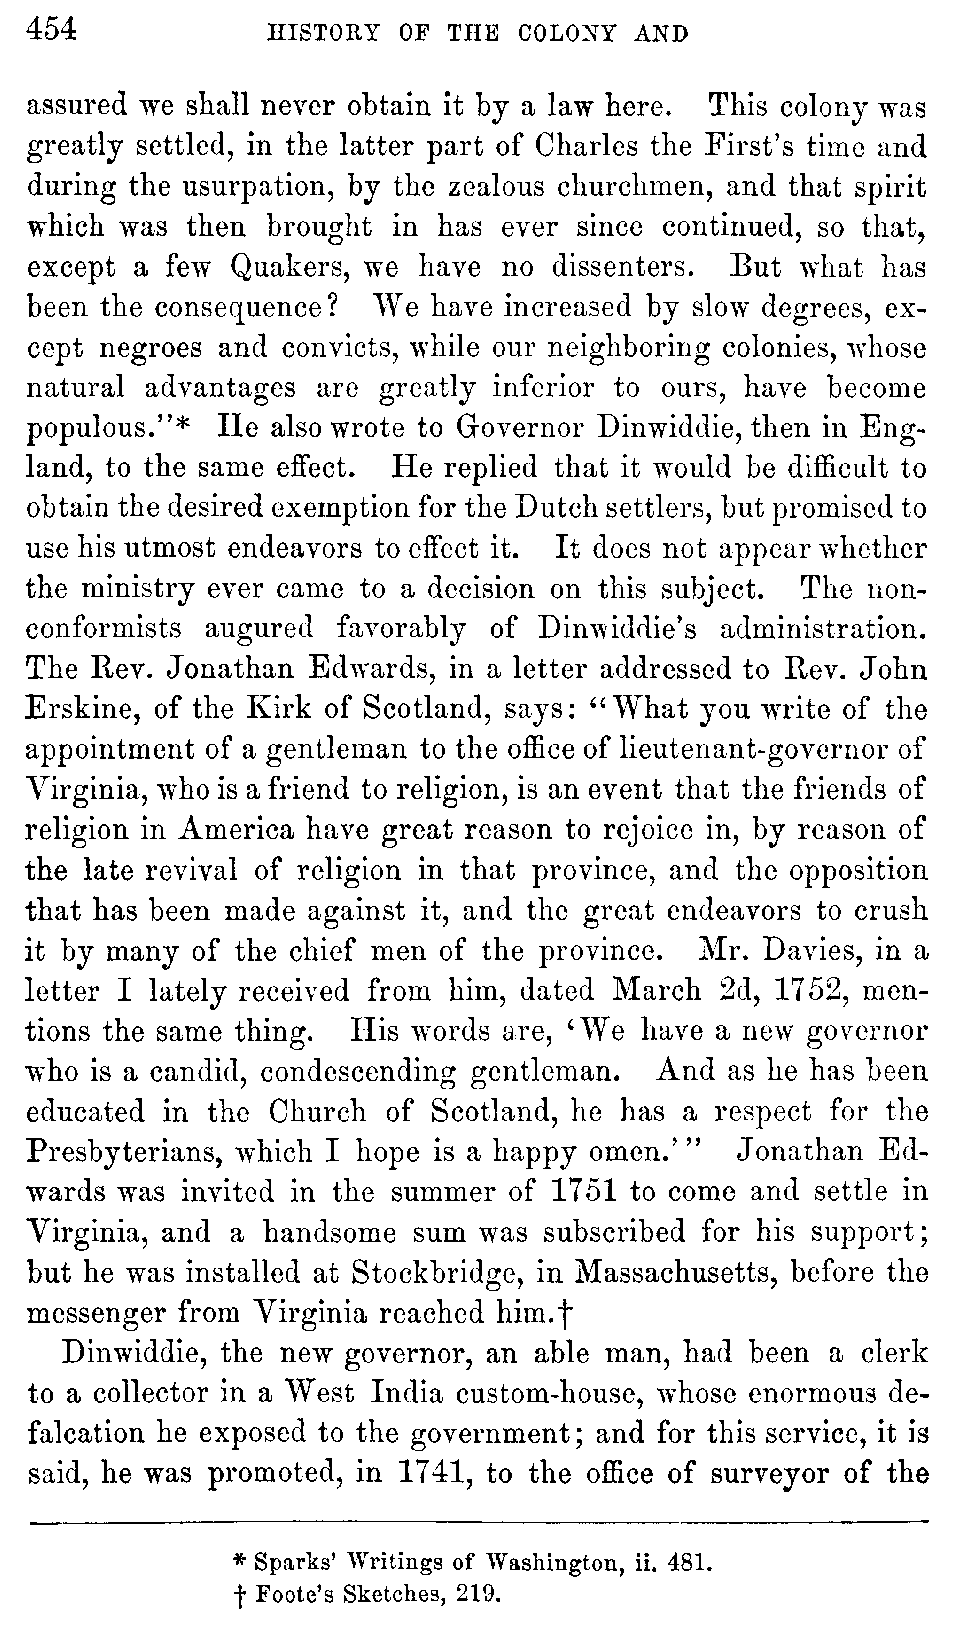 454 HISTORY OF THE COLONY AND
assured we shall never obtain it by a law here. This colony was
greatly settled, in the latter part of Charles the First's time and
during the usurpation, by the zealous churchmen, and that spirit
which was then brought in has ever since continued, so that,
except a few Quakers, we have no dissenters. But what has
been the consequence? We have increased by slow degrees, ex-
cept negroes and convicts, while our neighboring colonies, whose
natural advantages are greatly inferior to ours, have become
populous."* He also wrote to Governor Dinwiddie, then in Eng-
land, to the same effect. He replied that it would be difficult to
obtain the desired exemption for the Dutch settlers, but promised to
use his utmost endeavors to effect it. It does not appear whether
the ministry ever came to a decision on this subject. The non-
conformists augured favorably of Dinwiddie's administration.
The Rev. Jonathan Edwards, in a letter addressed to Rev. John
Erskine, of the Kirk of Scotland, says: "What you write of the
appointment of a gentleman to the office of lieutenant-governor of
Virginia, who is a friend to religion, is an event that the friends of
religion in America have great reason to rejoice in, by reason of
the late revival of religion in that province, and the opposition
that has been made against it, and the great endeavors to crush
it by many of the chief men of the province. Mr. Davies, in a
letter I lately received from him, dated March 2d, 1752, men-
tions the same thing. His words are, 'We have a new governor
who is a candid, condescending gentleman. And as he has been
educated in the Church of Scotland, he has a respect for the
Presbyterians, which I hope is a happy omen.'" Jonathan Ed-
wards was invited in the summer of 1751 to come and settle in
Virginia, and a handsome sum was subscribed for his support;
but he was installed at Stockbridge, in Massachusetts, before the
messenger from Virginia reached him.†
Dinwiddie, the new governor, an able man, had been a clerk
to a collector in a West India custom-house, whose enormous de-
falcation he exposed to the government; and for this service, it is
said, he was promoted, in 1741, to the office of surveyor of the
* Sparks' Writings of Washington, ii. 481.
† Foote's Sketches, 219.